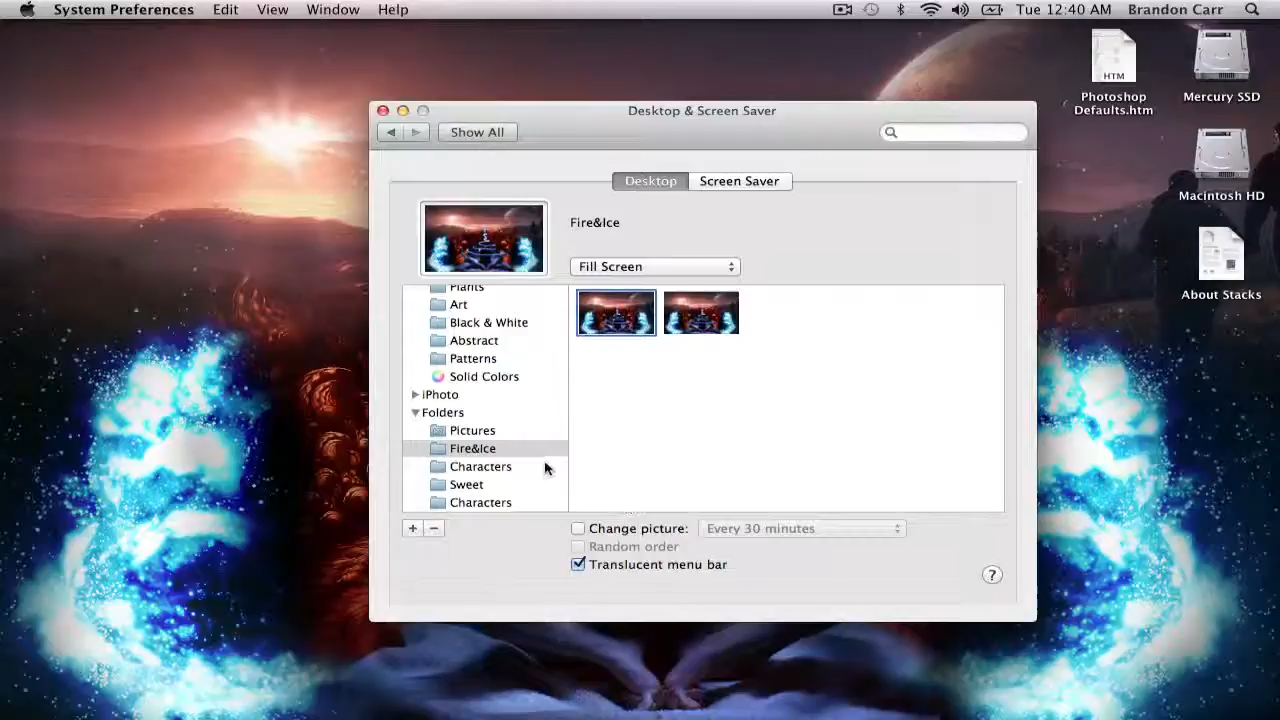 System Preferences Edit View Window Help Tue 12:40 AM Brandon Carr
HTM
Photoshop
Defaults.htm
Mercury SSD
Macintosh HD
About Stacks
Desktop & Screen Saver
Show All
Desktop Screen Saver
Fire&Ice
Fill Screen
Plants
Art
Black & White
Abstract
Patterns
Solid Colors
iPhoto
Folders
Pictures
Fire&Ice
Characters
Sweet
Characters
+ −
Change picture: Every 30 minutes
Random order
Translucent menu bar
?